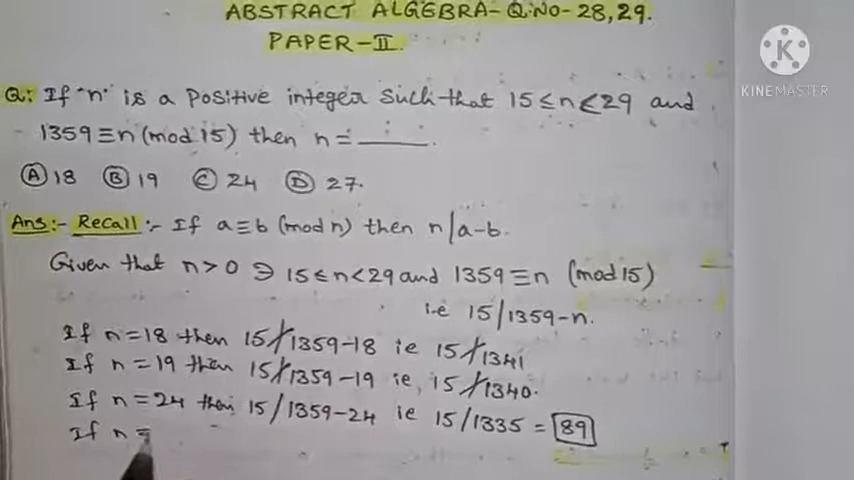 ABSTRACT ALGEBRA-Q.NO-28,29.
PAPER-II.
KINEMASTER
Q: If "n" is a positive integer such that 15≤n<29 and
1359≡n(mod 15) then n=______.
Ⓐ 18 Ⓑ 19 Ⓒ 24 Ⓓ 27.
Ans:- Recall:- If a≡b (mod n) then n/a-b.
Given that n>0 ∋ 15≤n<29 and 1359≡n (mod 15)
i.e 15/1359-n.
If n=18 then 15∤1359-18 ie 15∤1341
If n=19 then 15∤1359-19 ie, 15∤1340.
If n=24 then 15/1359-24 ie 15/1335 = 89
If n=